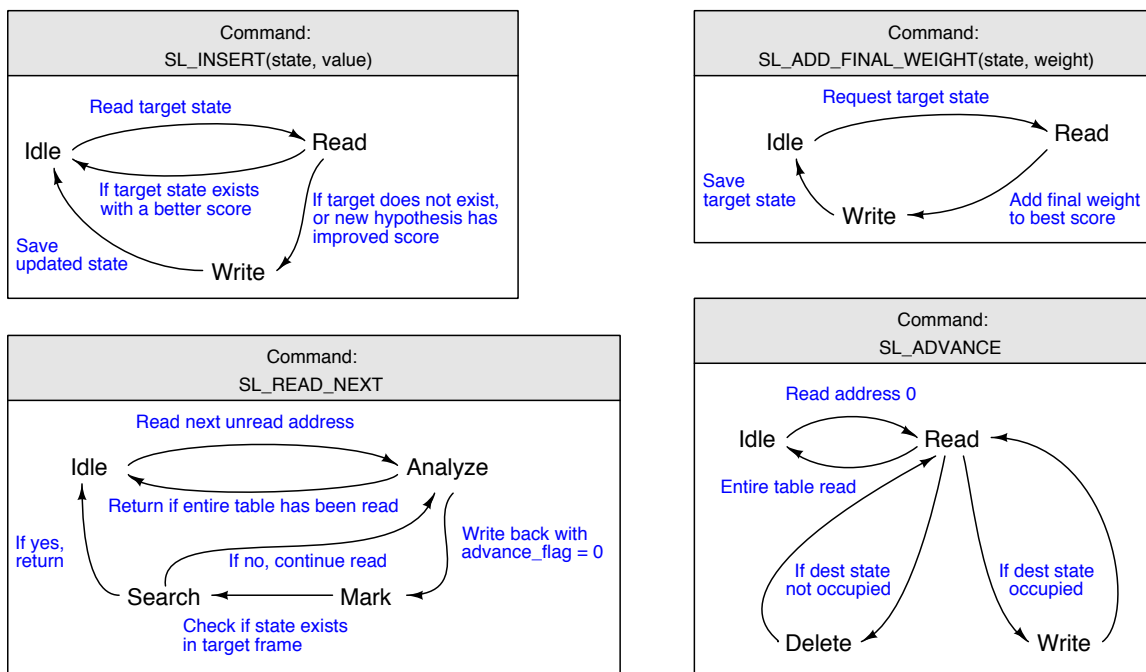 Command:
SL_INSERT(state, value)
Read target state
Idle
Read
If target state exists
with a better score
If target does not exist,
or new hypothesis has
improved score
Save
updated state
Write
Command:
SL_ADD_FINAL_WEIGHT(state, weight)
Request target state
Idle
Read
Save
target state
Write
Add final weight
to best score
Command:
SL_READ_NEXT
Read next unread address
Idle
Analyze
Return if entire table has been read
If yes,
return
If no, continue read
Write back with
advance_flag = 0
Search
Mark
Check if state exists
in target frame
Command:
SL_ADVANCE
Read address 0
Idle
Read
Entire table read
If dest state
not occupied
If dest state
occupied
Delete
Write